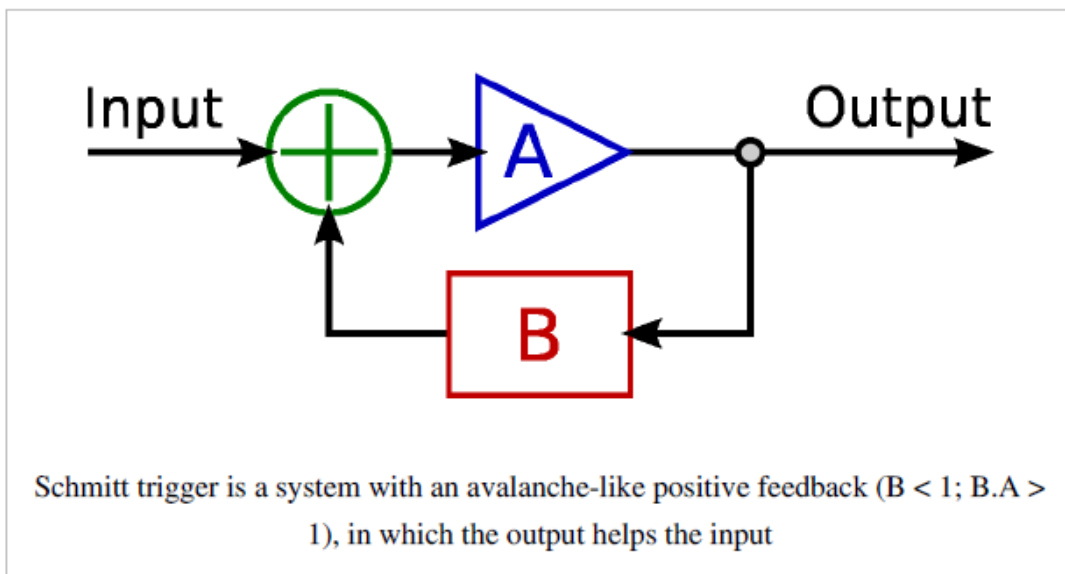 Input
Output
A
B
Schmitt trigger is a system with an avalanche-like positive feedback (B < 1; B.A >
1), in which the output helps the input